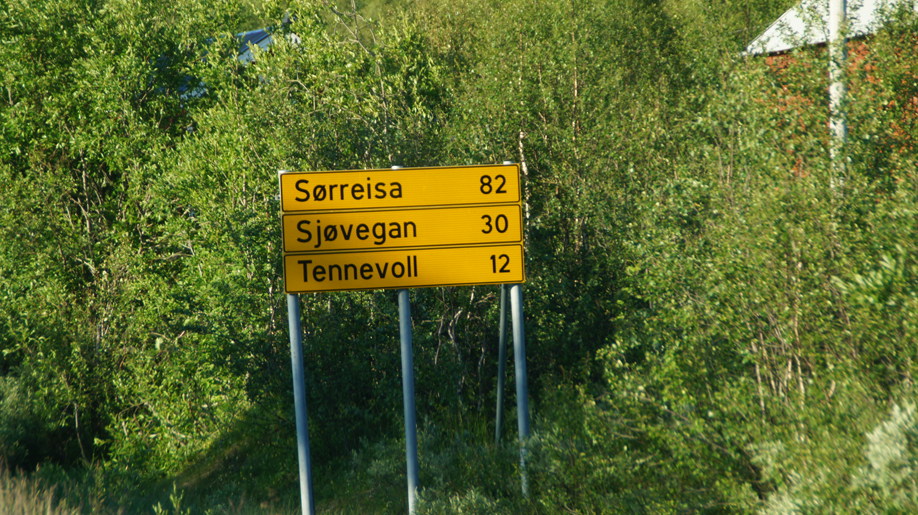 Sørreisa 82
Sjøvegan 30
Tennevoll 12